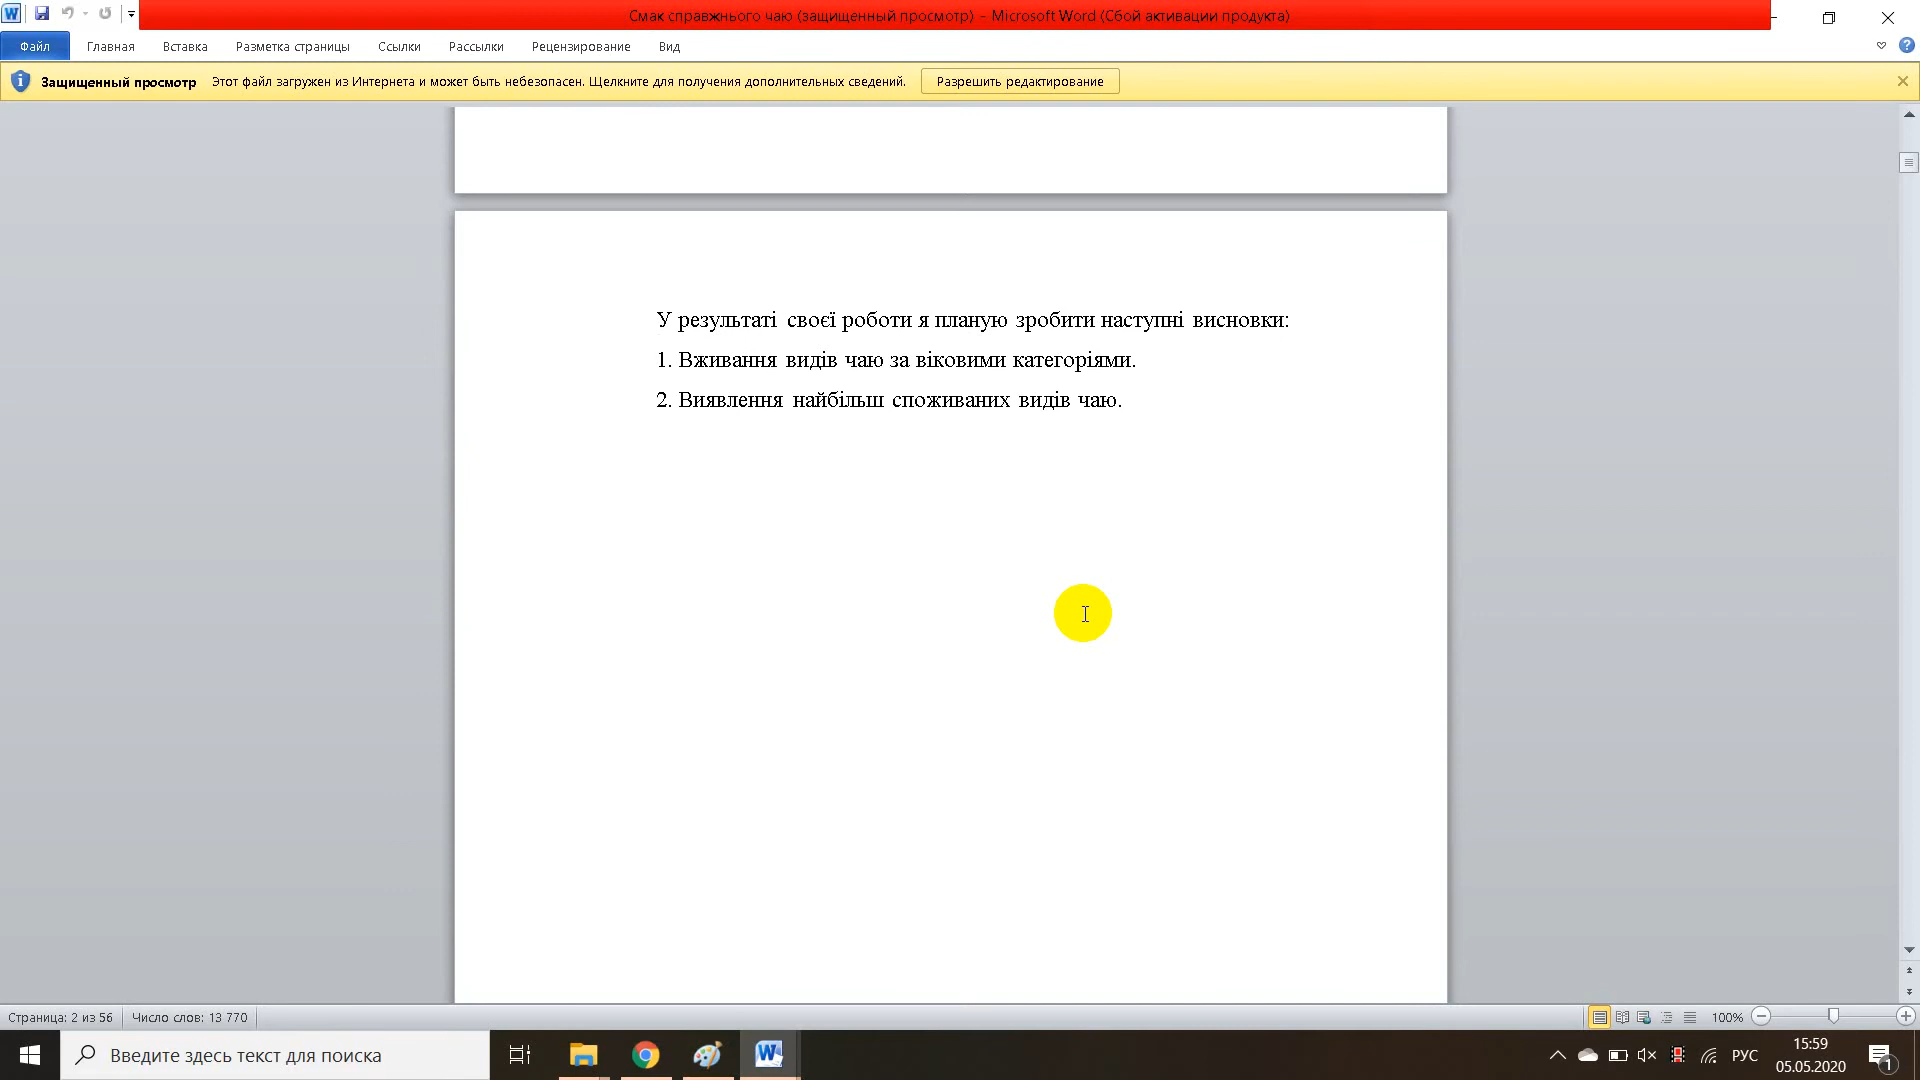 Смак справжнього чаю (защищенный просмотр) - Microsoft Word (Сбой активации продукта)
Файл Главная Вставка Разметка страницы Ссылки Рассылки Рецензирование Вид
Защищенный просмотр Этот файл загружен из Интернета и может быть небезопасен. Щелкните для получения дополнительных сведений. Разрешить редактирование
У результаті своєї роботи я планую зробити наступні висновки:
1. Вживання видів чаю за віковими категоріями.
2. Виявлення найбільш споживаних видів чаю.
Страница: 2 из 56 Число слов: 13 770 100%
Введите здесь текст для поиска
РУС
15:59
05.05.2020
1